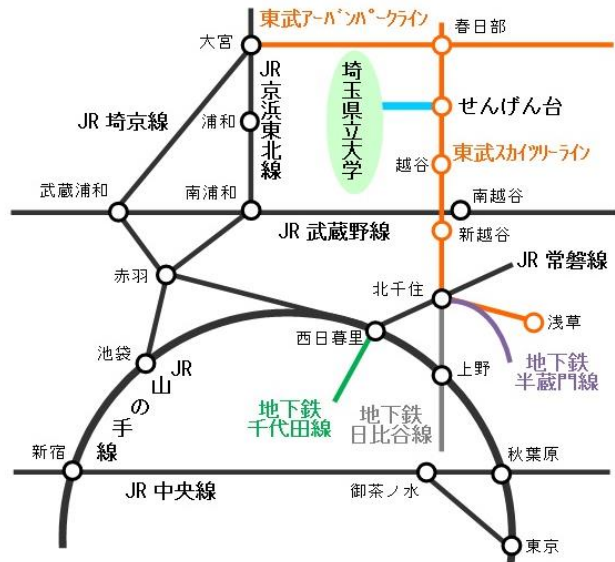 東武アーバンパークライン
春日部
大宮
JR 京浜東北線
埼玉県立大学
せんげん台
JR 埼京線
浦和
東武スカイツリーライン
越谷
武蔵浦和
南浦和
南越谷
JR 武蔵野線
新越谷
JR 常磐線
赤羽
北千住
浅草
西日暮里
池袋
JR 山の手線
上野
地下鉄
半蔵門線
地下鉄
千代田線
地下鉄
日比谷線
新宿
秋葉原
JR 中央線
御茶ノ水
東京